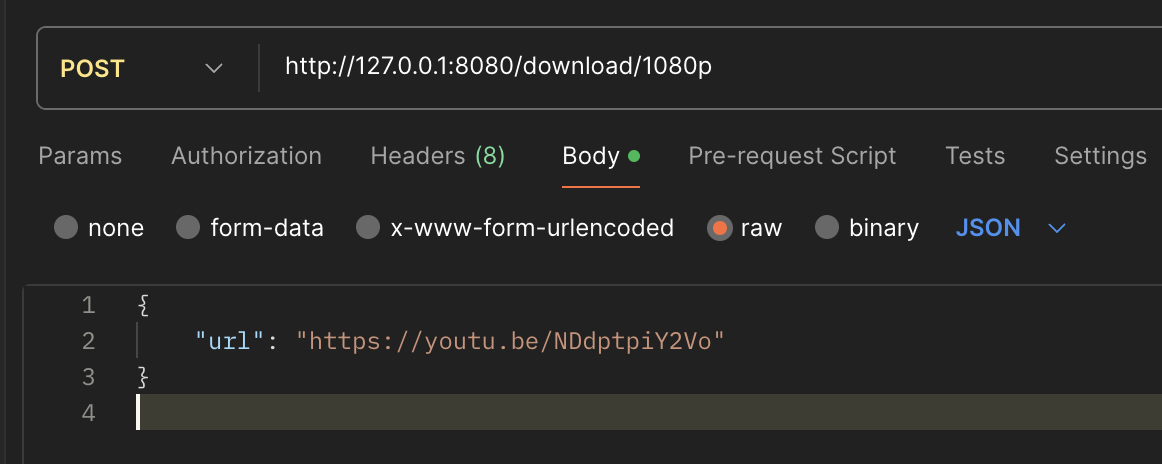 POST http://127.0.0.1:8080/download/1080p
Params Authorization Headers (8) Body Pre-request Script Tests Settings
none form-data x-www-form-urlencoded raw binary JSON
1 {
2 "url": "https://youtu.be/NDdptpiY2Vo"
3 }
4